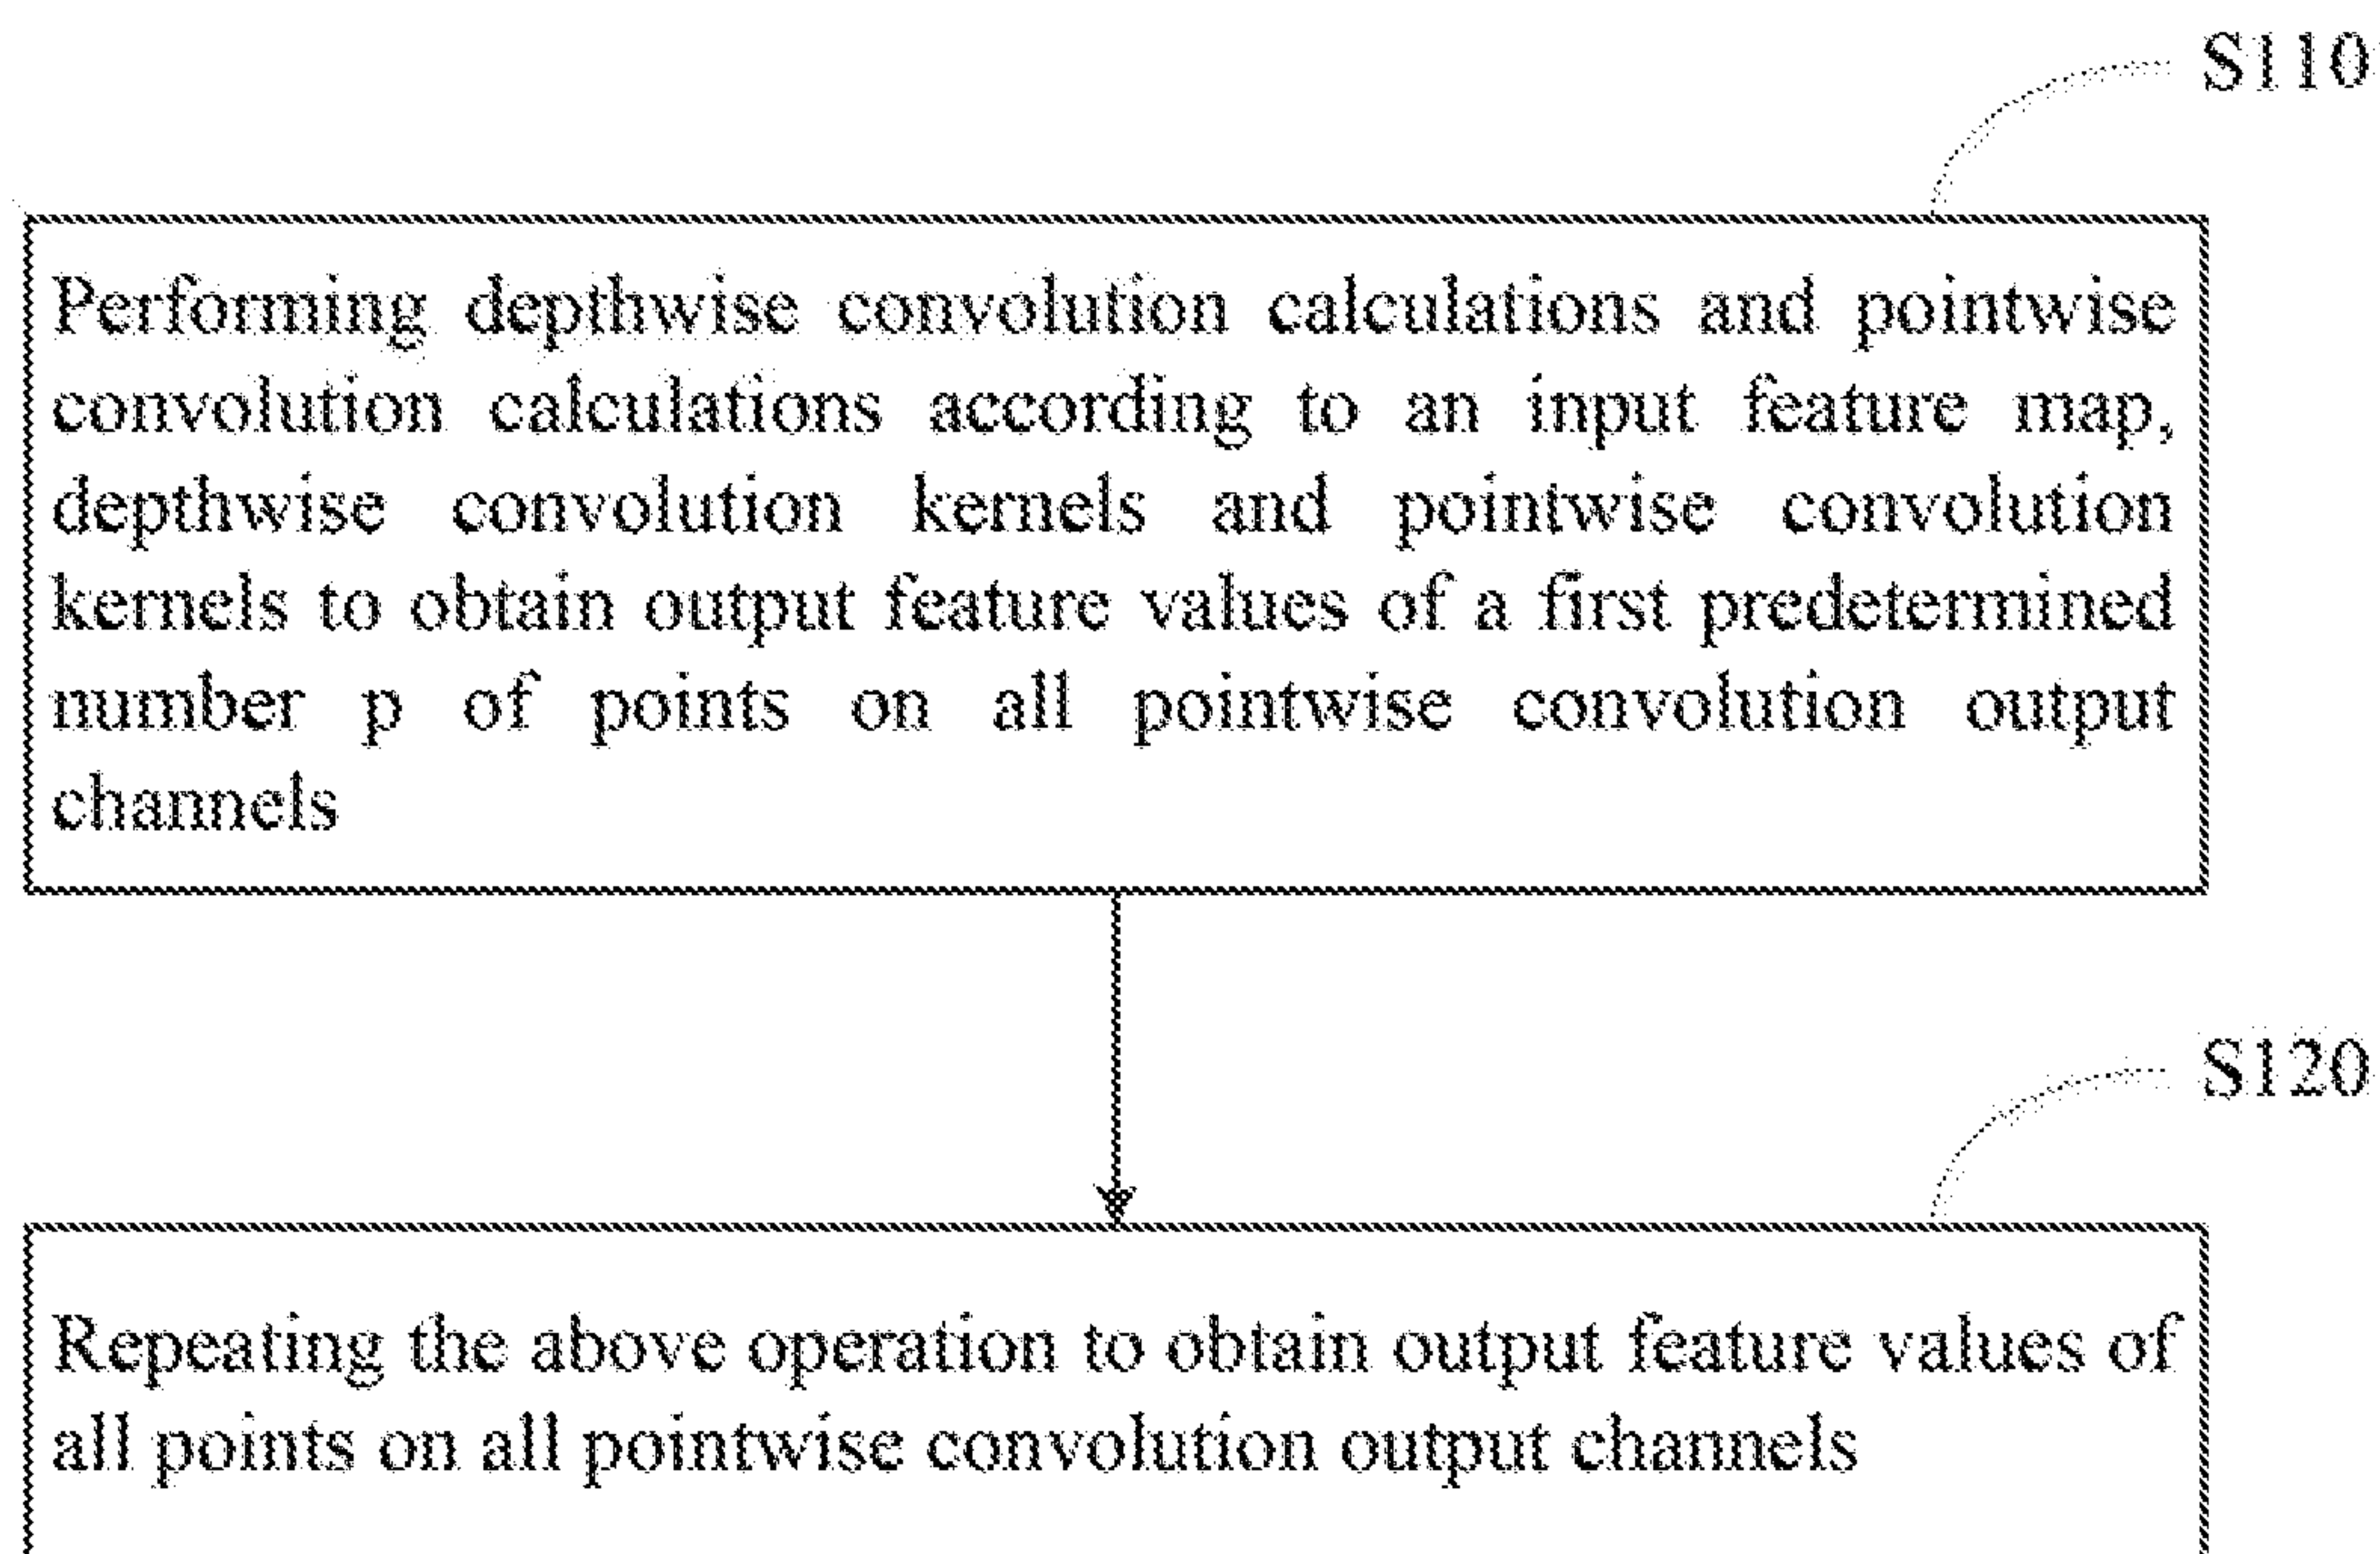 S110
Performing depthwise convolution calculations and pointwise
convolution calculations according to an input feature map,
depthwise convolution kernels and pointwise convolution
kernels to obtain output feature values of a first predetermined
number p of points on all pointwise convolution output
channels
S120
Repeating the above operation to obtain output feature values of
all points on all pointwise convolution output channels